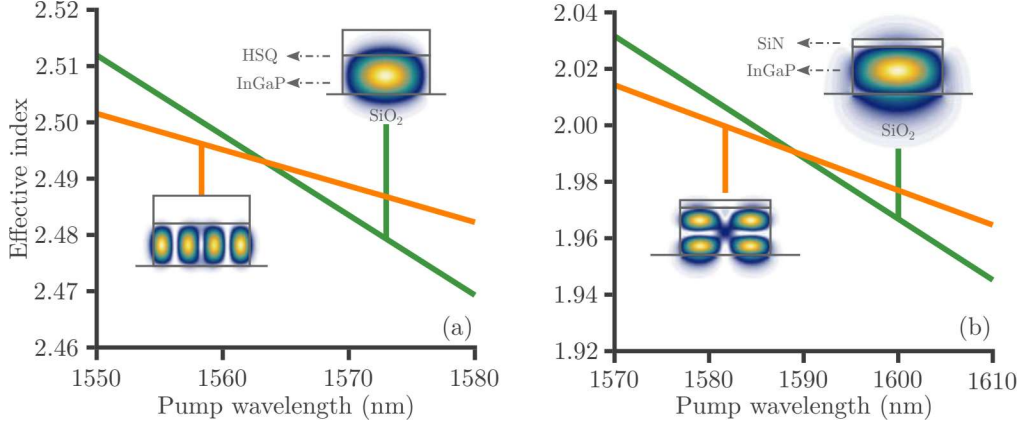 2.52
2.51
2.50
2.49
2.48
2.47
2.46
Effective index
HSQ
InGaP
SiO2
(a)
1550 1560 1570 1580
Pump wavelength (nm)
2.04
2.02
2.00
1.98
1.96
1.94
1.92
SiN
InGaP
SiO2
(b)
1570 1580 1590 1600 1610
Pump wavelength (nm)